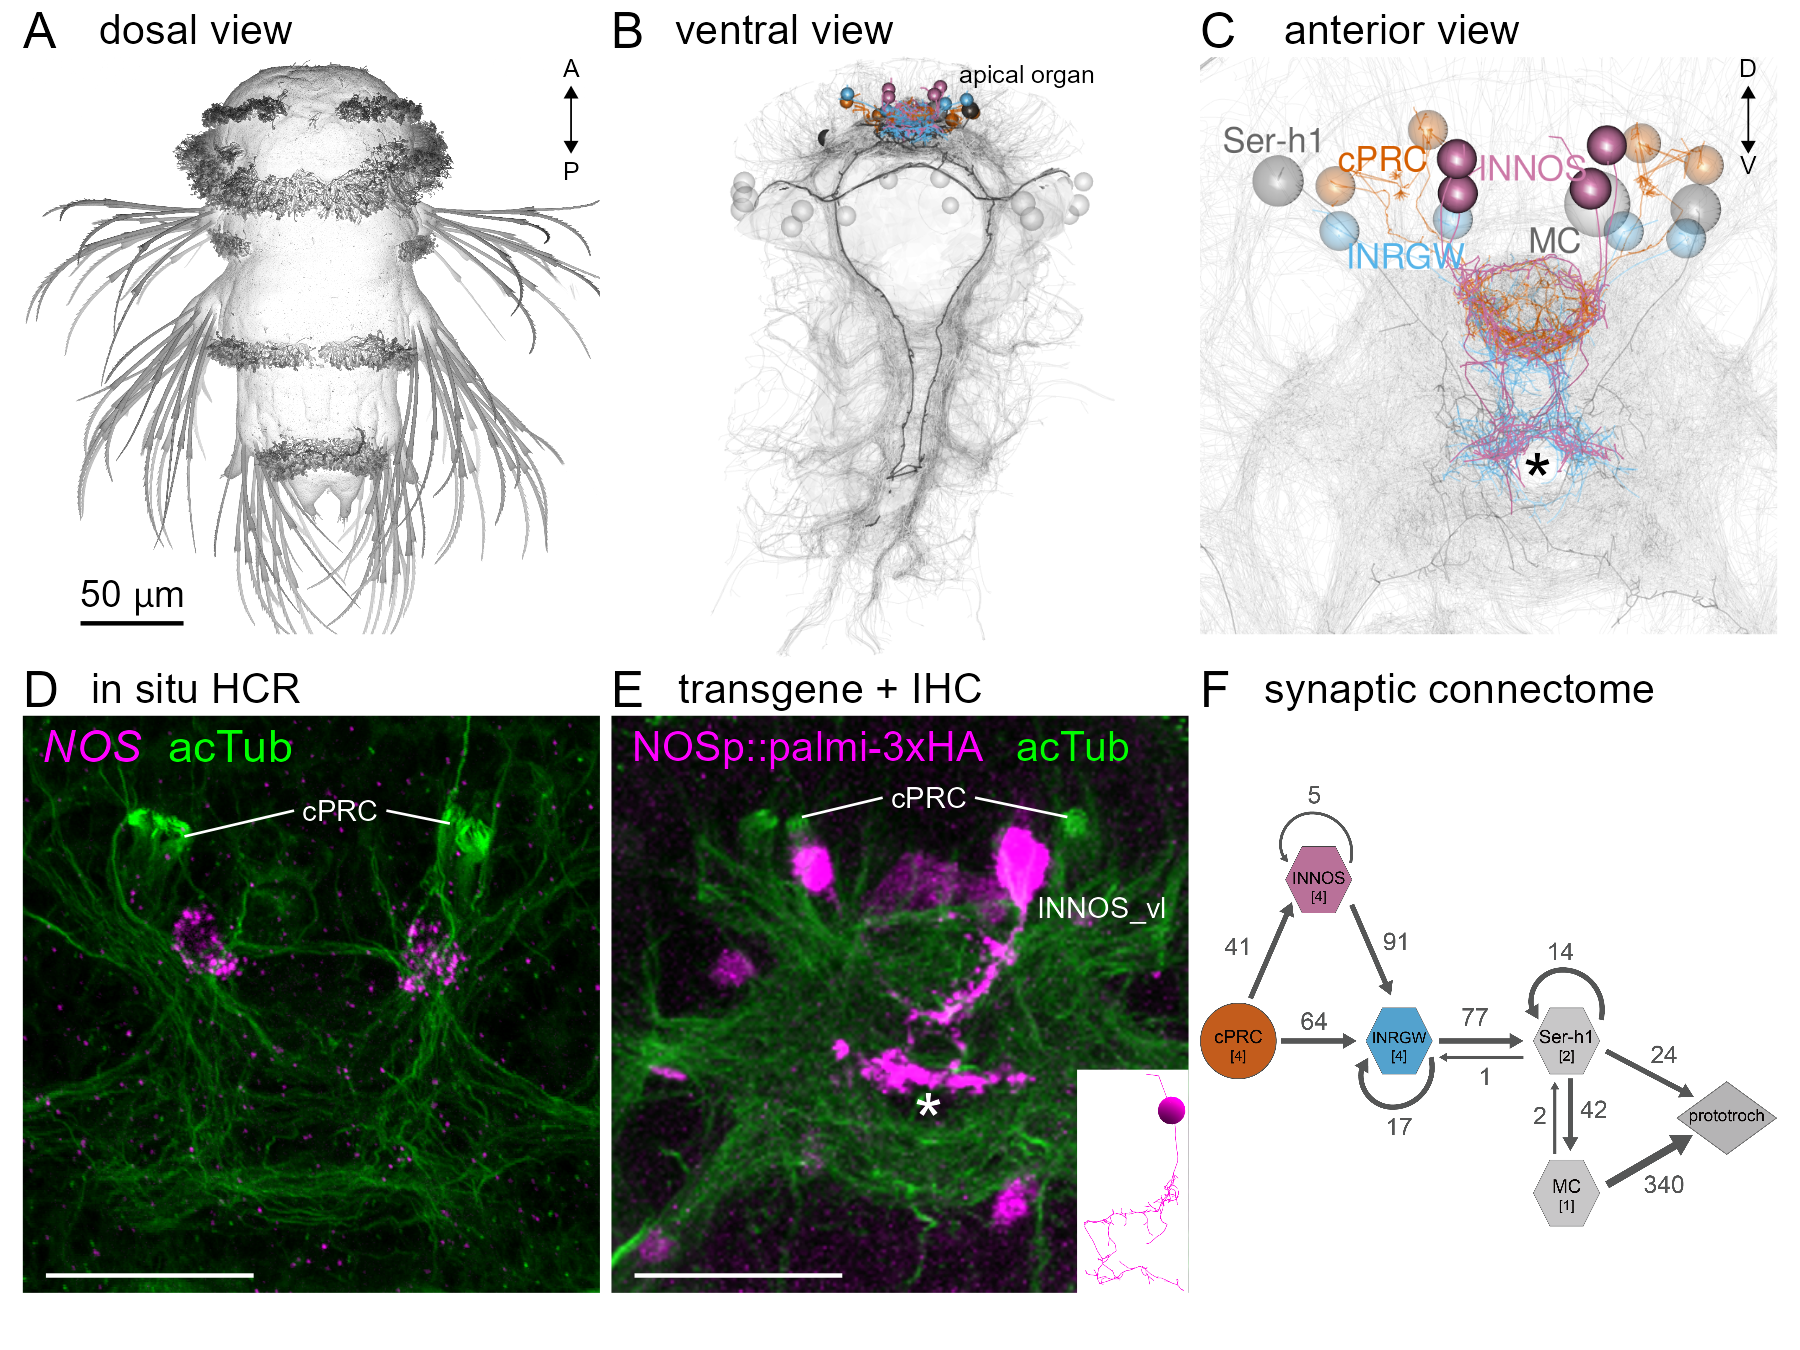 A dosal view
A
P
50 µm
B ventral view
apical organ
C anterior view
D
V
Ser-h1
cPRC
INNOS
INRGW
MC
*
D in situ HCR
NOS acTub
cPRC
E transgene + IHC
NOSp::palmi-3xHA acTub
cPRC
INNOS_vl
*
F synaptic connectome
5
INNOS
[4]
41
91
14
cPRC
[4]
64
INRGW
[4]
77
Ser-h1
[2]
24
1
17
2
42
prototroch
MC
[1]
340